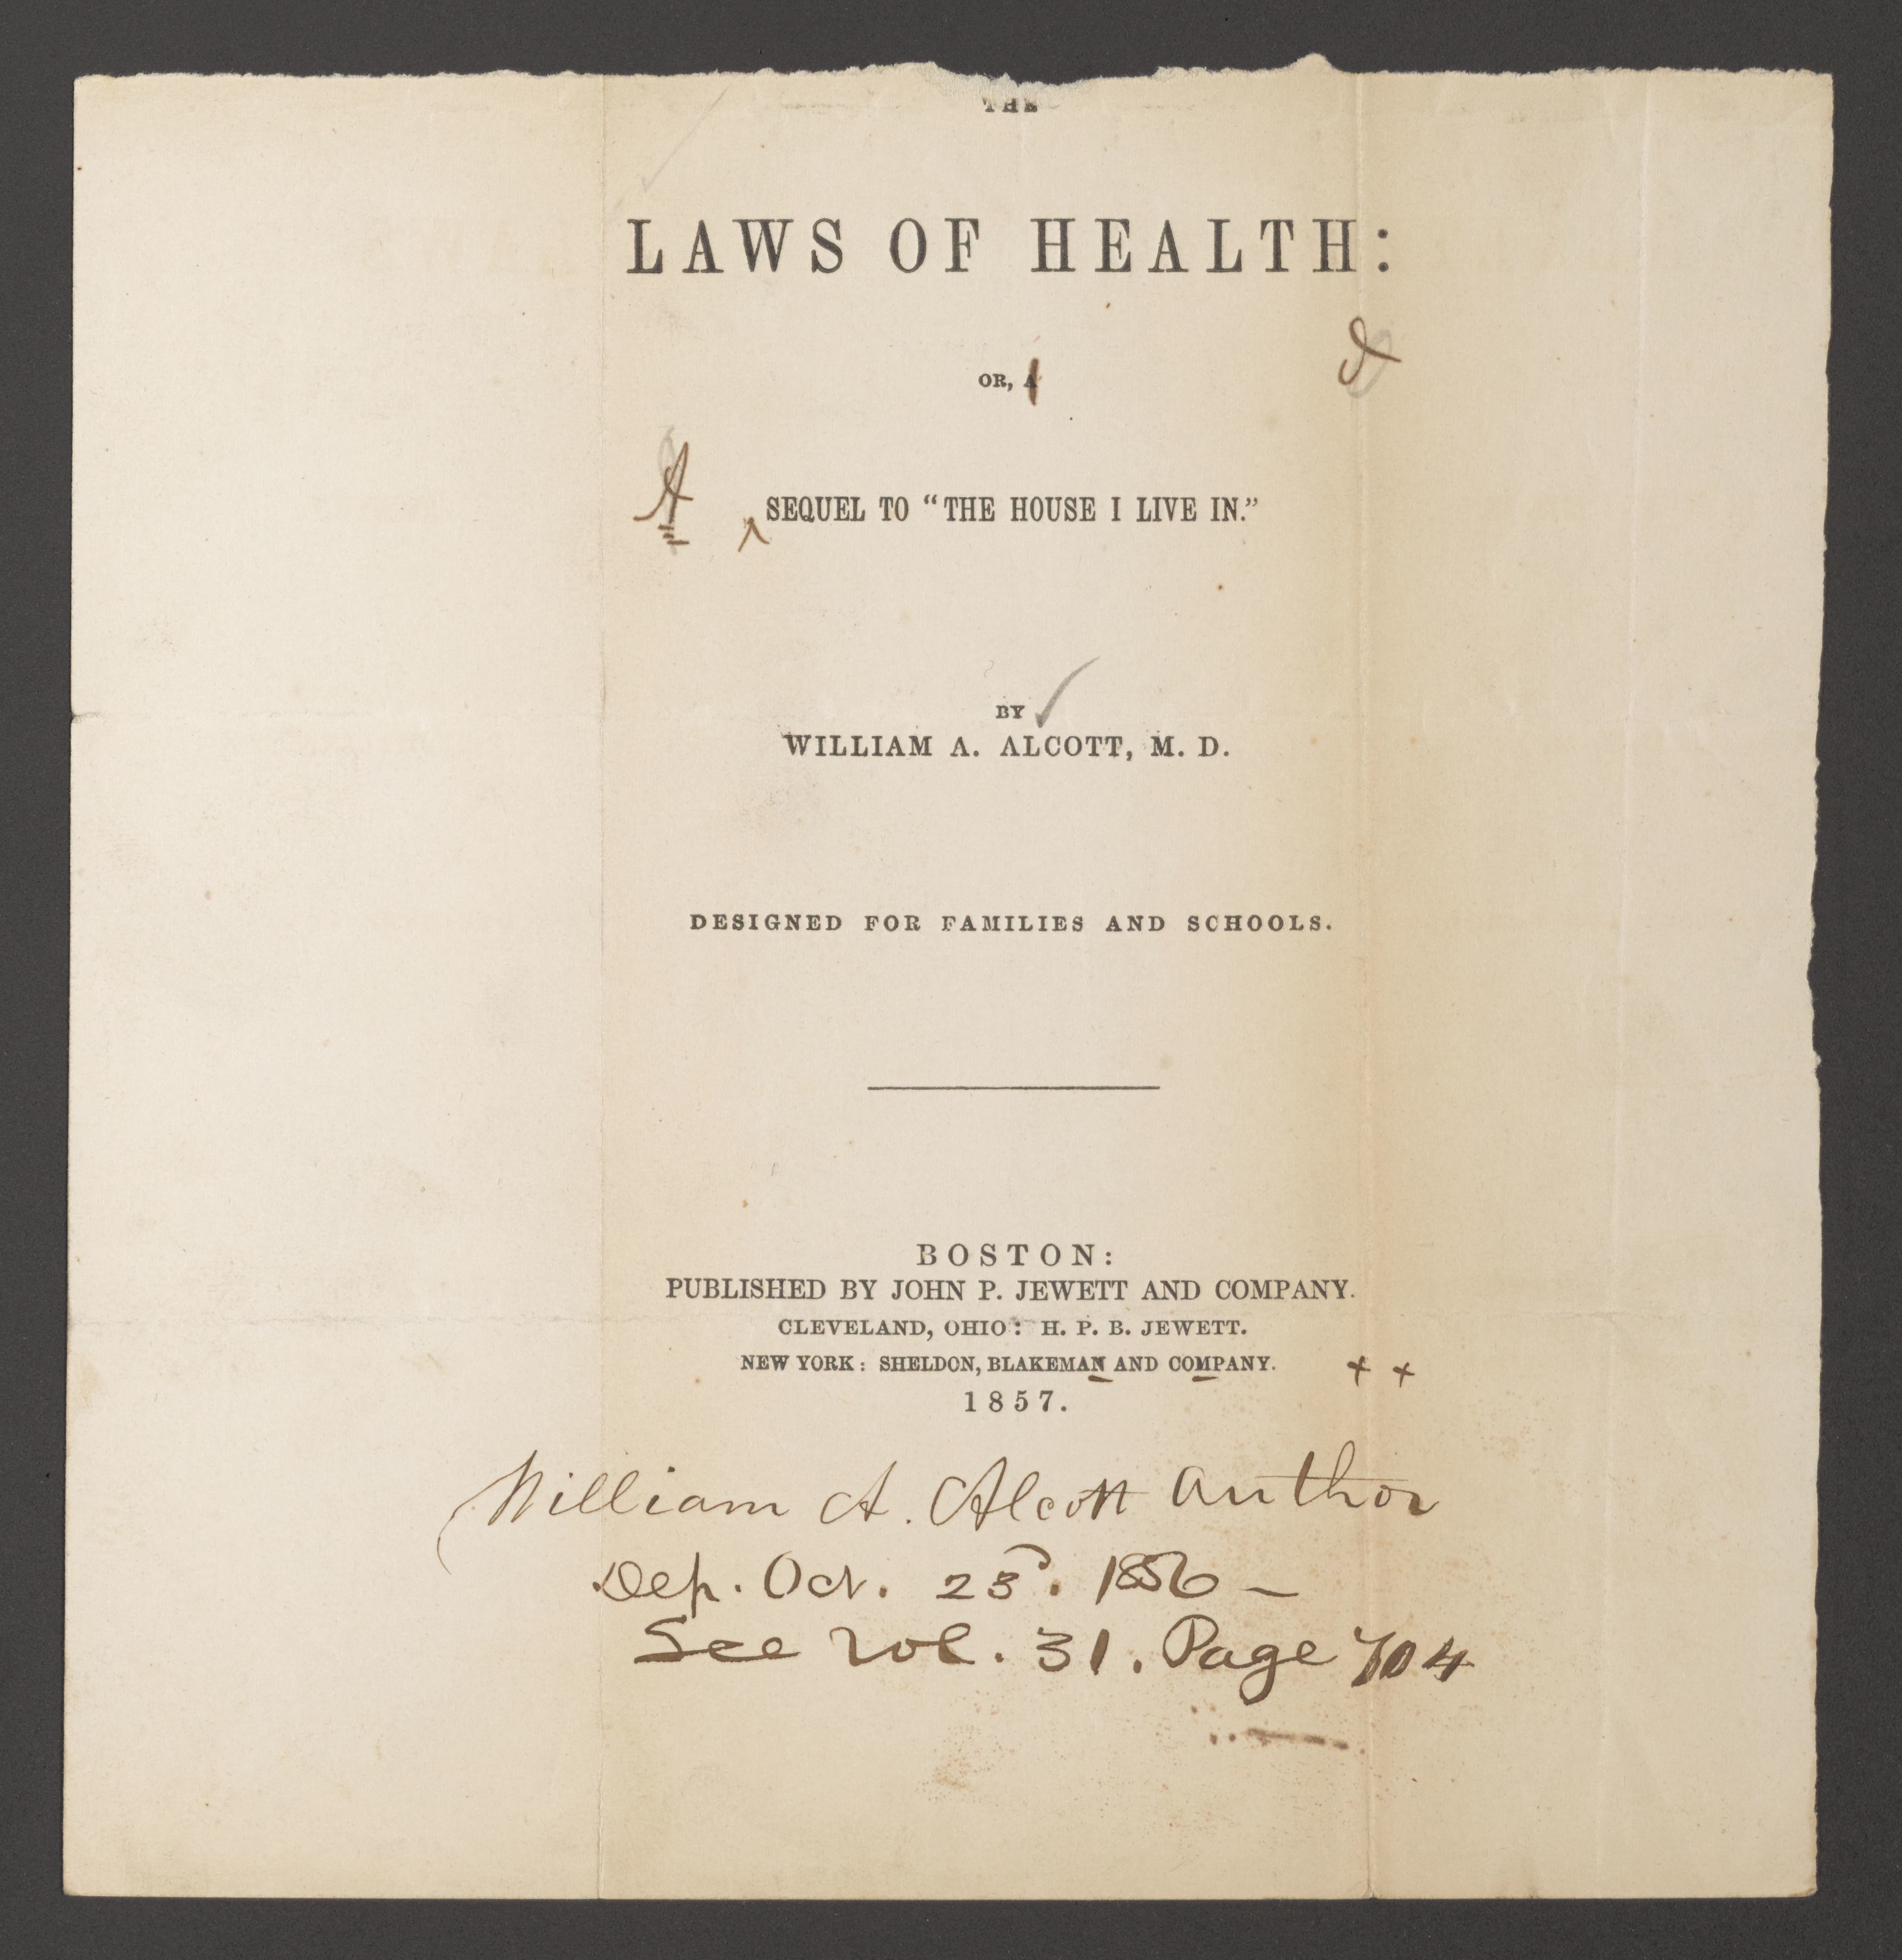 THE
LAWS OF HEALTH:
OR, A
A
SEQUEL TO “THE HOUSE I LIVE IN.”
BY
WILLIAM A. ALCOTT, M. D.
DESIGNED FOR FAMILIES AND SCHOOLS.
BOSTON:
PUBLISHED BY JOHN P. JEWETT AND COMPANY.
CLEVELAND, OHIO: H. P. B. JEWETT.
NEW YORK: SHELDON, BLAKEMAN AND COMPANY. + +
1857.
William A. Alcott Author
Dep. Oct. 23d. 1856 —
See Vol. 31. Page 704